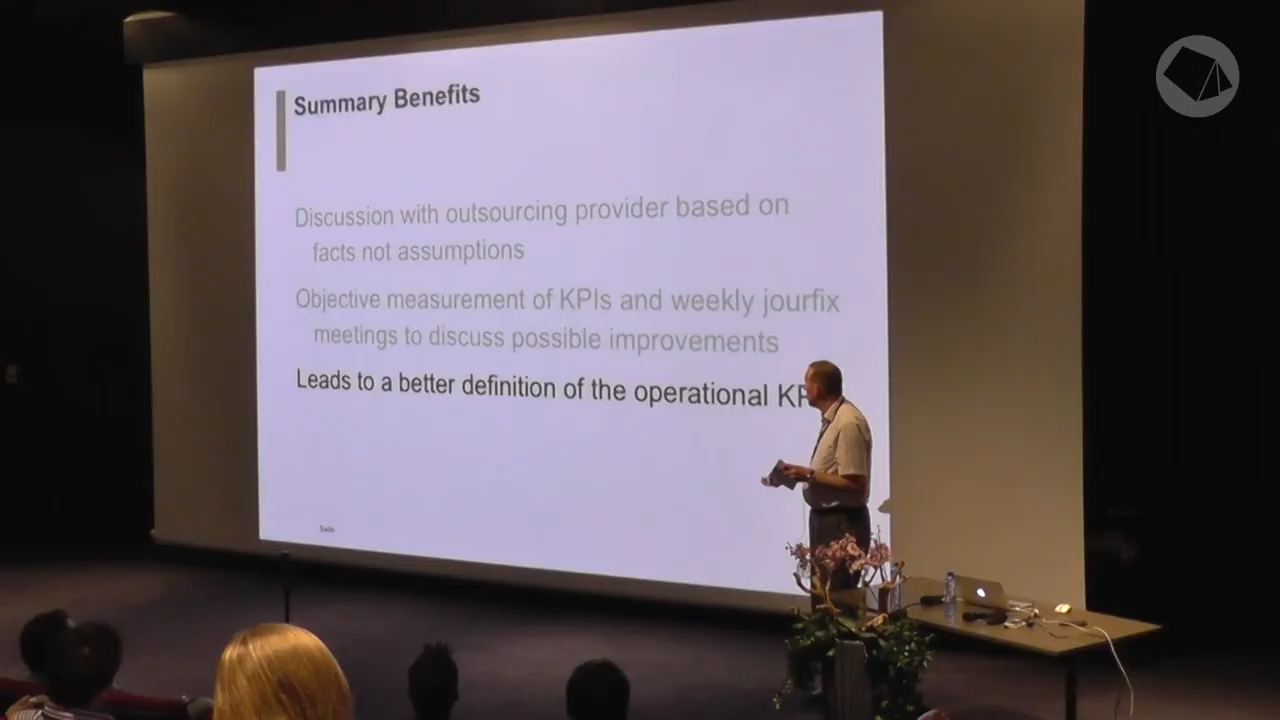 Summary Benefits
Discussion with outsourcing provider based on
facts not assumptions
Objective measurement of KPIs and weekly jourfix
meetings to discuss possible improvements
Leads to a better definition of the operational